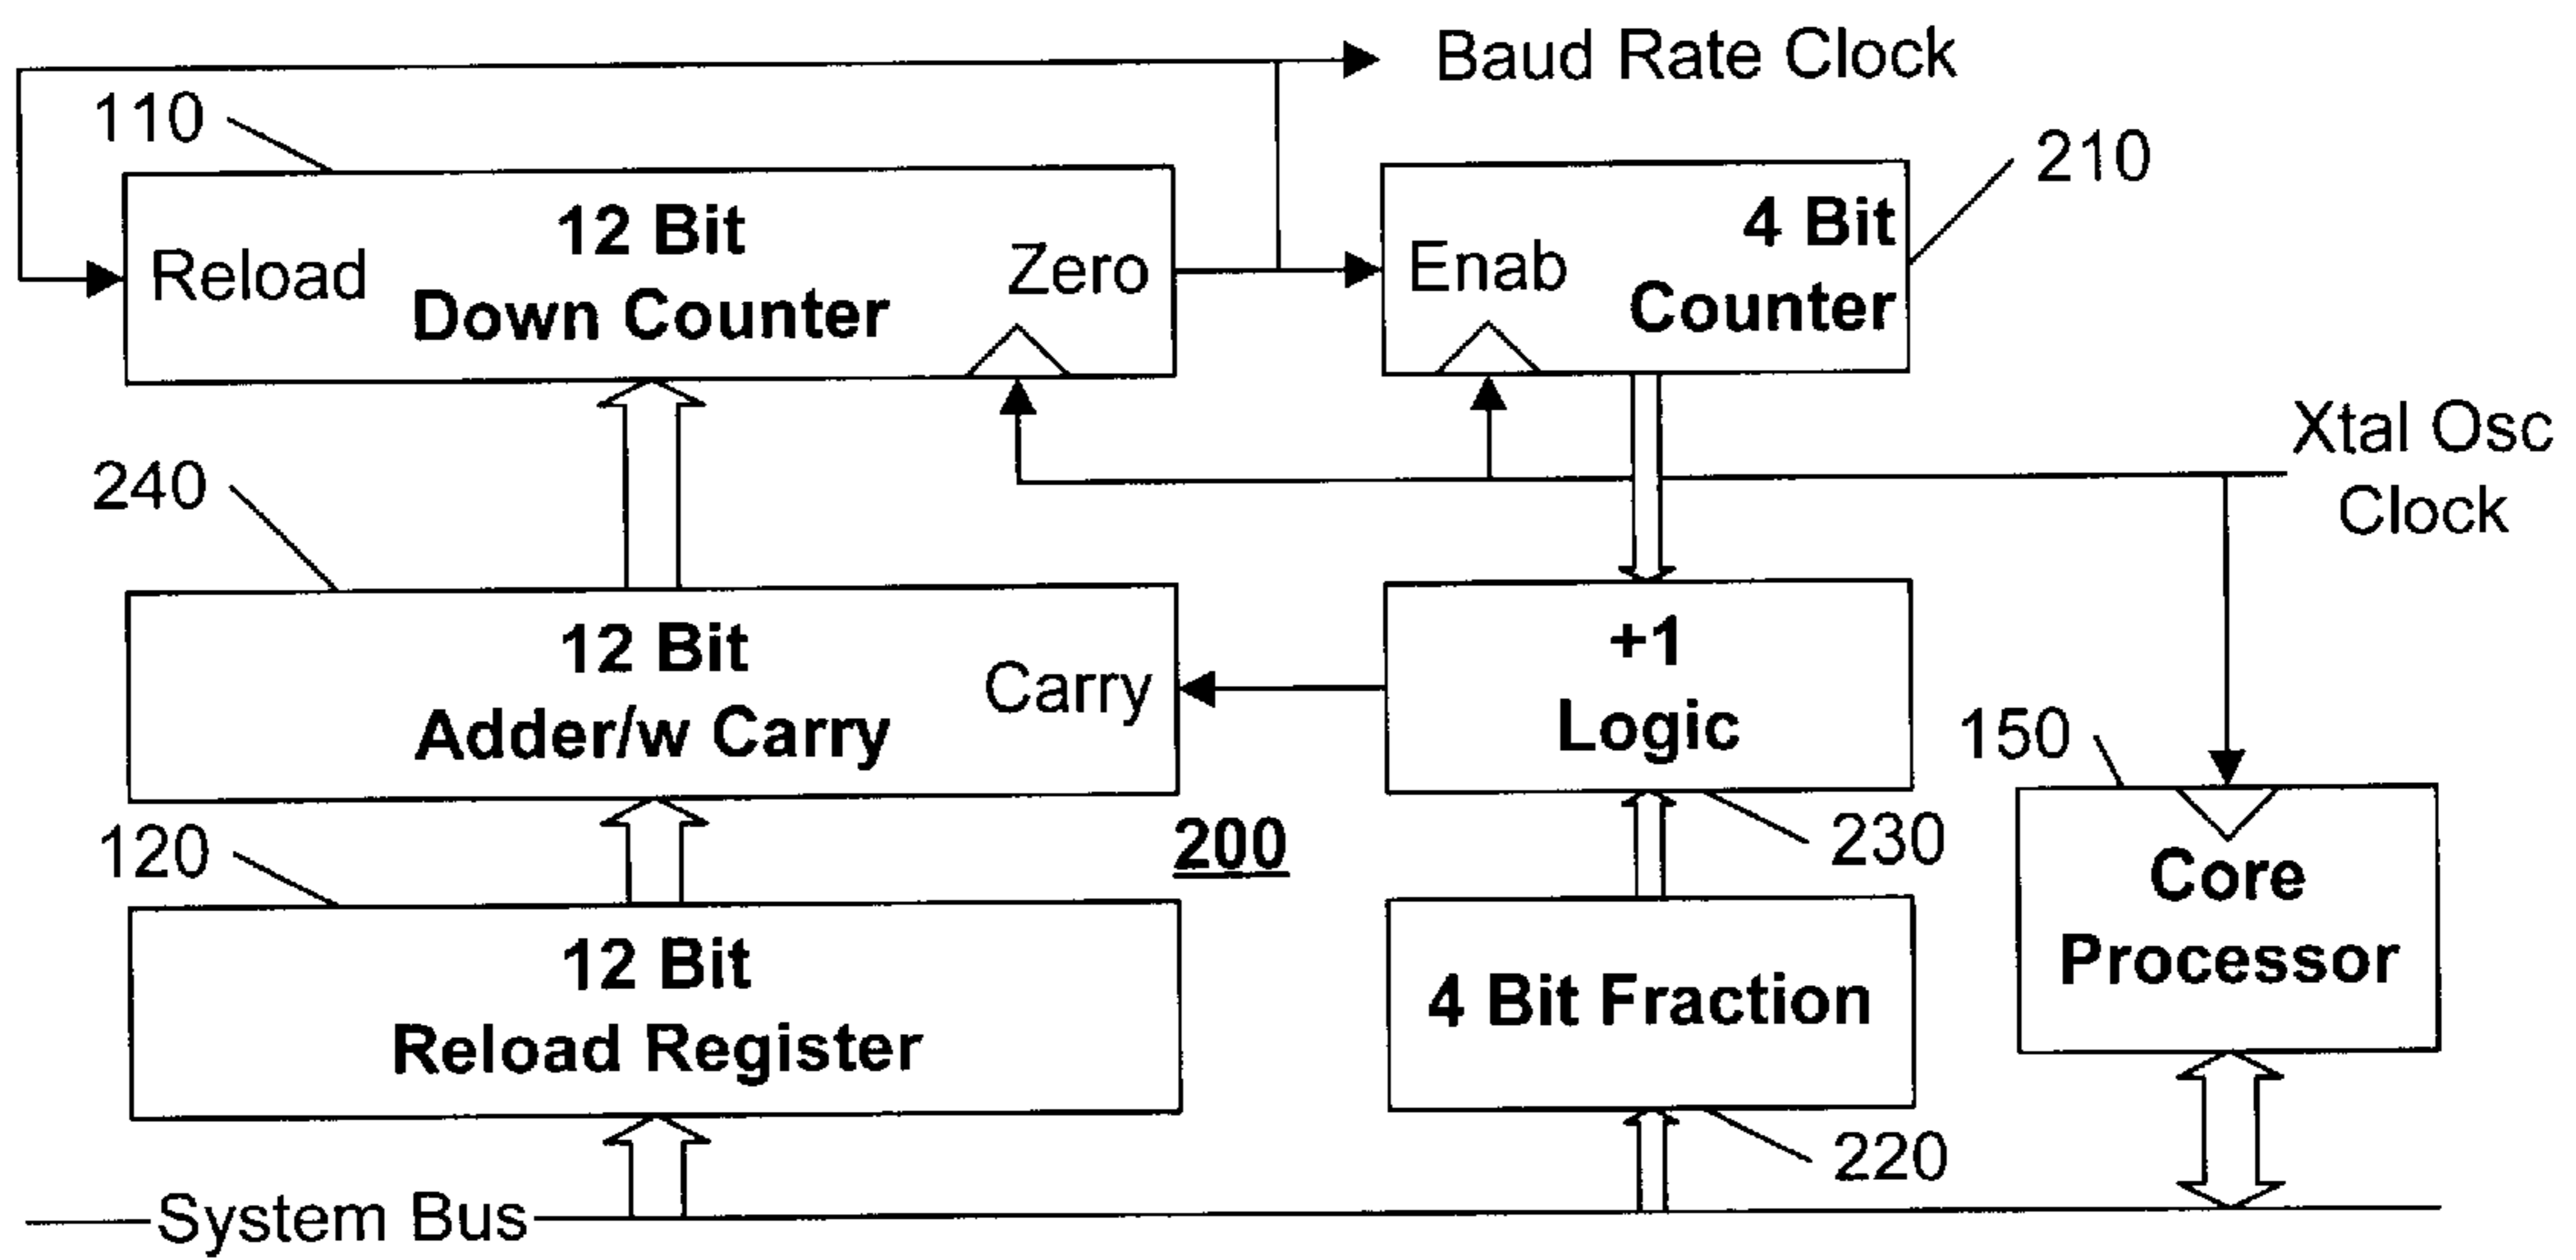 Baud Rate Clock
110
210
12 Bit
Down Counter
Reload
Zero
4 Bit
Counter
Enab
Xtal Osc
Clock
240
12 Bit
Adder/w Carry
Carry
+1
Logic
150
120
200
230
Core
Processor
12 Bit
Reload Register
4 Bit Fraction
220
System Bus